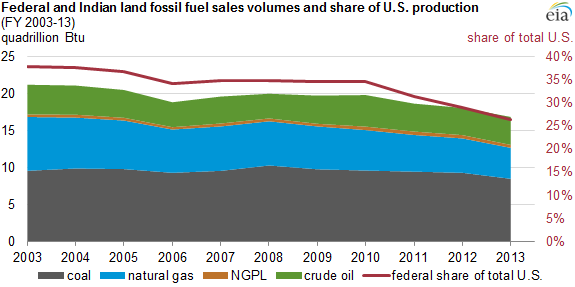 Federal and Indian land fossil fuel sales volumes and share of U.S. production
(FY 2003-13)
quadrillion Btu
eia
share of total U.S.
25
20
15
10
5
0
40%
35%
30%
25%
20%
15%
10%
5%
0%
2003 2004 2005 2006 2007 2008 2009 2010 2011 2012 2013
coal natural gas NGPL crude oil federal share of total U.S.